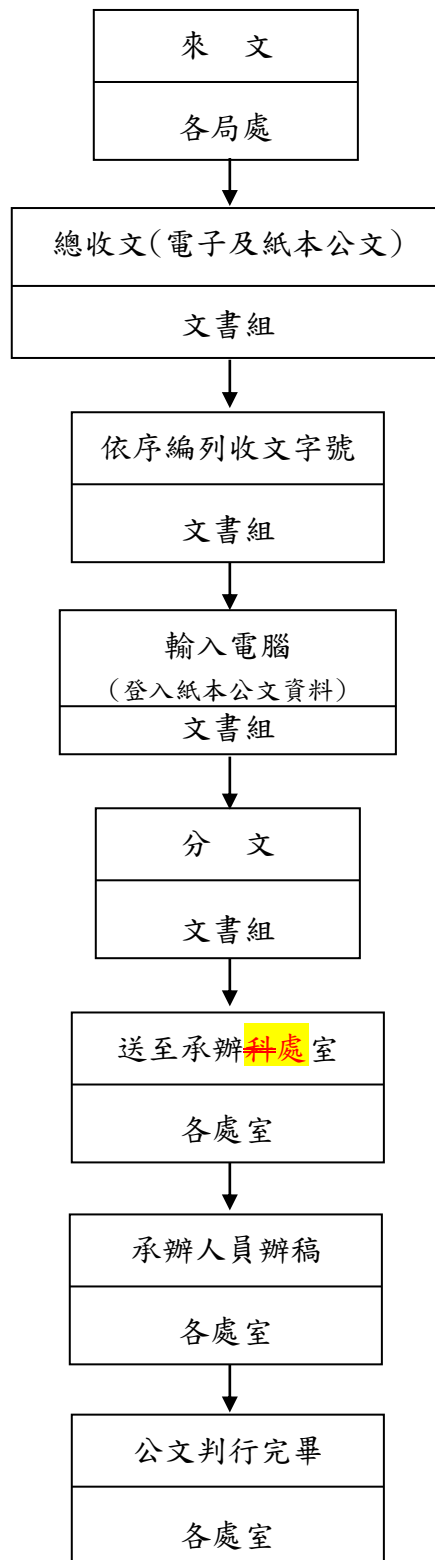 來　文
各局處
總收文(電子及紙本公文)
文書組
依序編列收文字號
文書組
輸入電腦
(登入紙本公文資料)
文書組
分　文
文書組
送至承辦科處室
各處室
承辦人員辦稿
各處室
公文判行完畢
各處室